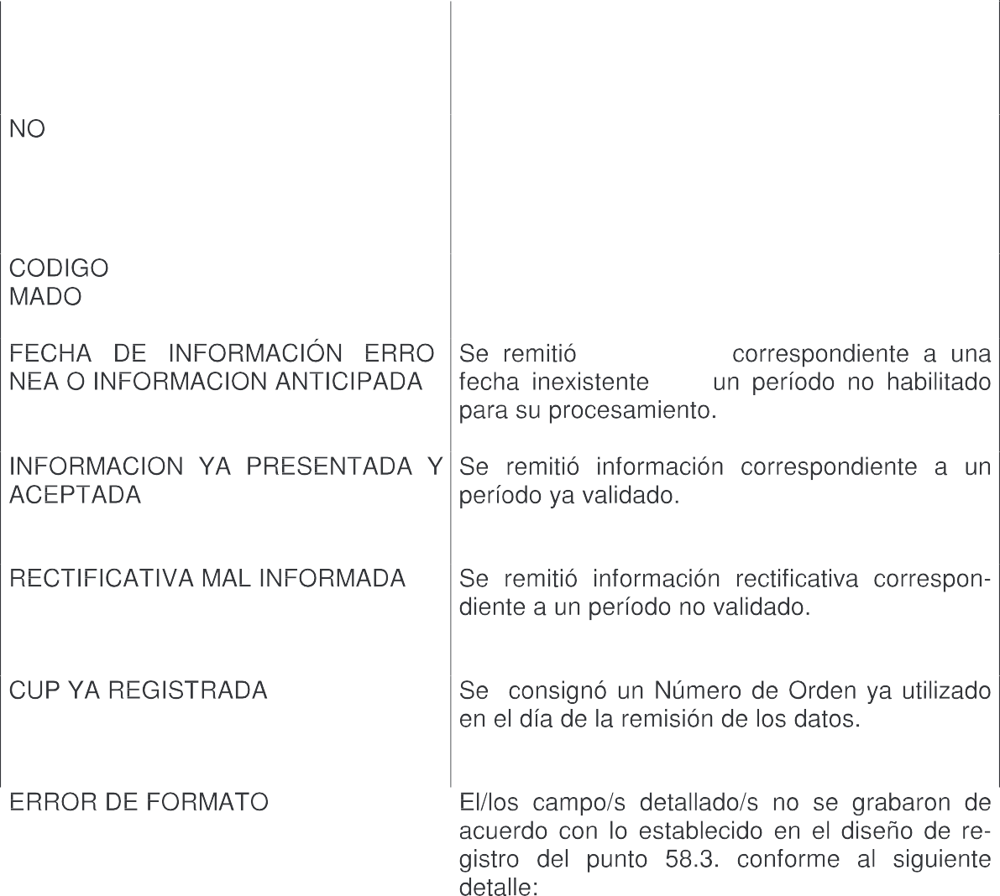 NO
CODIGO
MADO
FECHA DE INFORMACIÓN ERRO
NEA O INFORMACION ANTICIPADA
Se remitió correspondiente a una
fecha inexistente un período no habilitado
para su procesamiento.
INFORMACION YA PRESENTADA Y
ACEPTADA
Se remitió información correspondiente a un
período ya validado.
RECTIFICATIVA MAL INFORMADA
Se remitió información rectificativa correspon-
diente a un período no validado.
CUP YA REGISTRADA
Se consignó un Número de Orden ya utilizado
en el día de la remisión de los datos.
ERROR DE FORMATO
El/los campo/s detallado/s no se grabaron de
acuerdo con lo establecido en el diseño de re-
gistro del punto 58.3. conforme al siguiente
detalle: